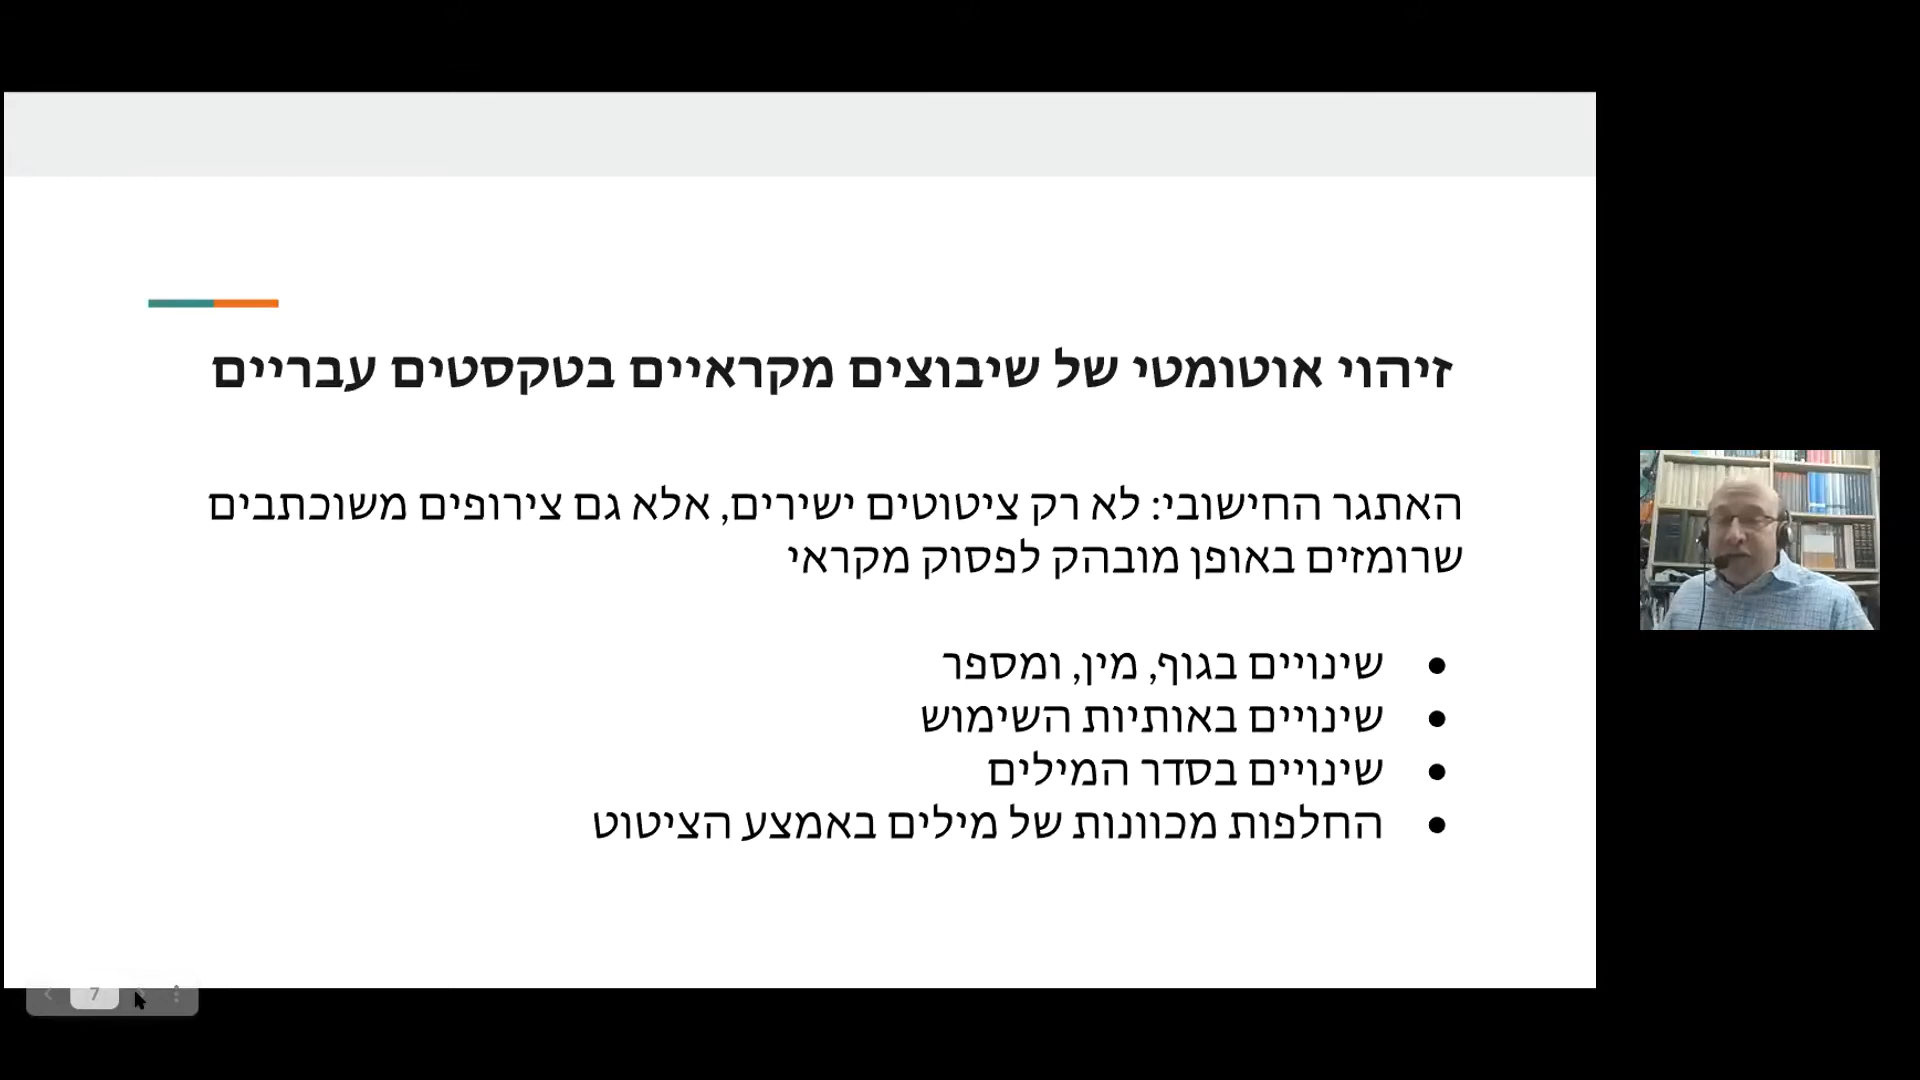 זיהוי אוטומטי של שיבוצים מקראיים בטקסטים עבריים
האתגר החישובי: לא רק ציטוטים ישירים, אלא גם צירופים משוכתבים
שרומזים באופן מובהק לפסוק מקראי
● שינויים בגוף, מין, ומספר
● שינויים באותיות השימוש
● שינויים בסדר המילים
● החלפות מכוונות של מילים באמצע הציטוט
7